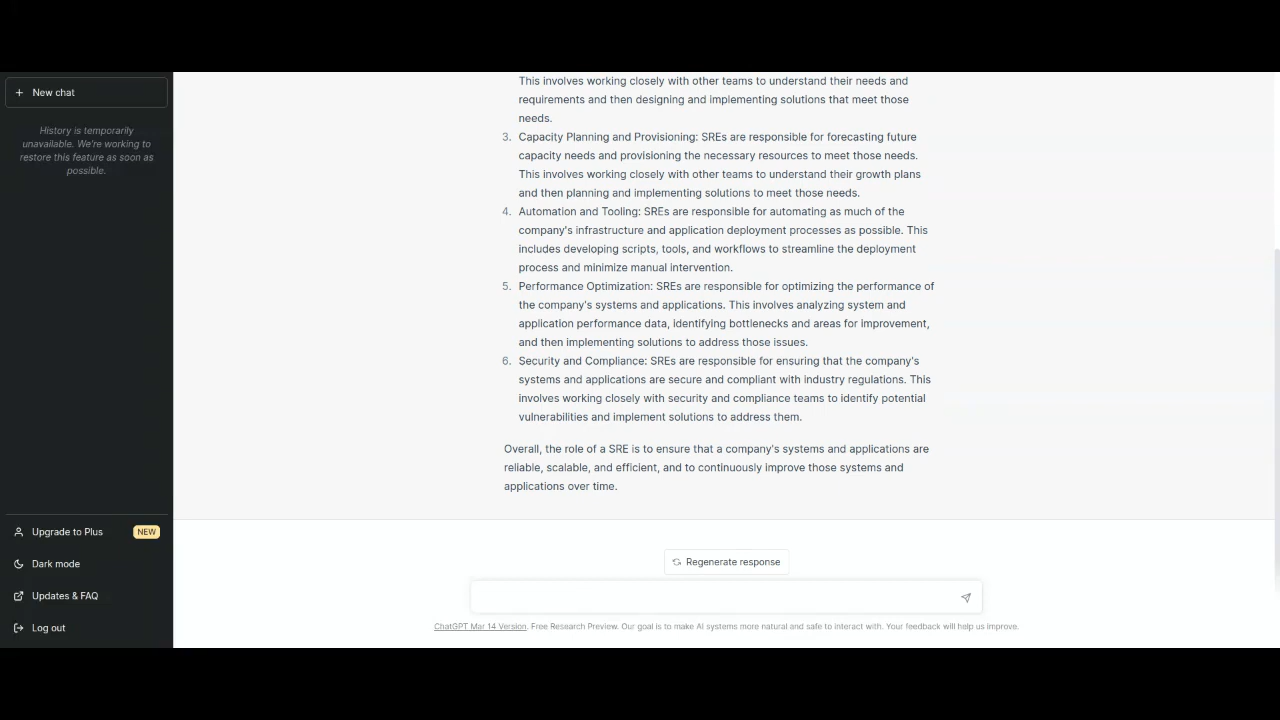 New chat
History is temporarily
unavailable. We're working to
restore this feature as soon as
possible.
This involves working closely with other teams to understand their needs and
requirements and then designing and implementing solutions that meet those
needs.
3. Capacity Planning and Provisioning: SREs are responsible for forecasting future
capacity needs and provisioning the necessary resources to meet those needs.
This involves working closely with other teams to understand their growth plans
and then planning and implementing solutions to meet those needs.
4. Automation and Tooling: SREs are responsible for automating as much of the
company's infrastructure and application deployment processes as possible. This
includes developing scripts, tools, and workflows to streamline the deployment
process and minimize manual intervention.
5. Performance Optimization: SREs are responsible for optimizing the performance of
the company's systems and applications. This involves analyzing system and
application performance data, identifying bottlenecks and areas for improvement,
and then implementing solutions to address those issues.
6. Security and Compliance: SREs are responsible for ensuring that the company's
systems and applications are secure and compliant with industry regulations. This
involves working closely with security and compliance teams to identify potential
vulnerabilities and implement solutions to address them.
Overall, the role of a SRE is to ensure that a company's systems and applications are
reliable, scalable, and efficient, and to continuously improve those systems and
applications over time.
Upgrade to Plus NEW
Dark mode
Updates & FAQ
Log out
Regenerate response
ChatGPT Mar 14 Version. Free Research Preview. Our goal is to make AI systems more natural and safe to interact with. Your feedback will help us improve.